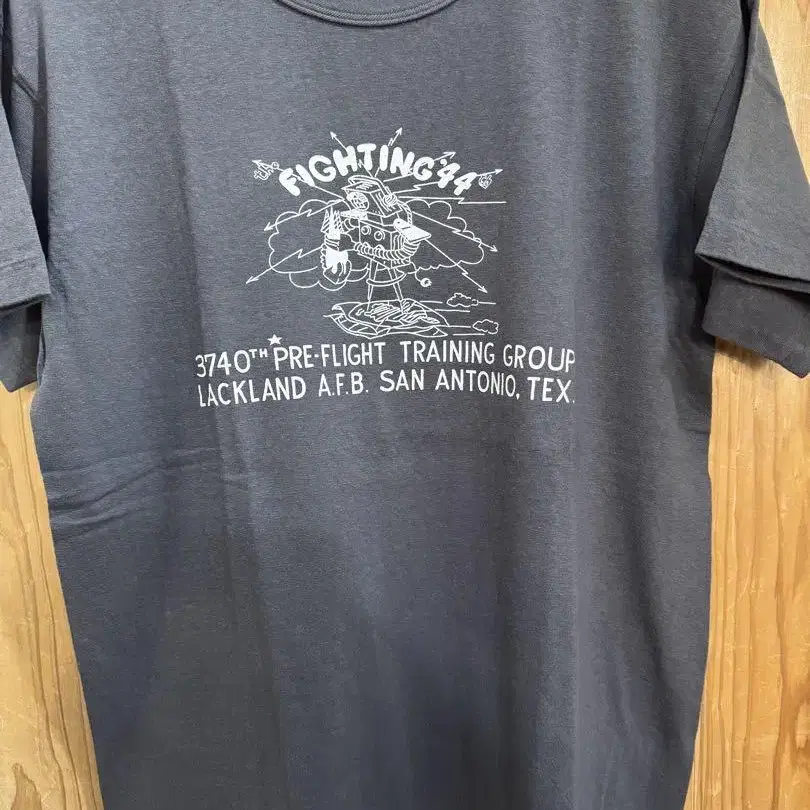 FIGHTING '44
3740TH PRE-FLIGHT TRAINING GROUP
LACKLAND A.F.B. SAN ANTONIO, TEX.